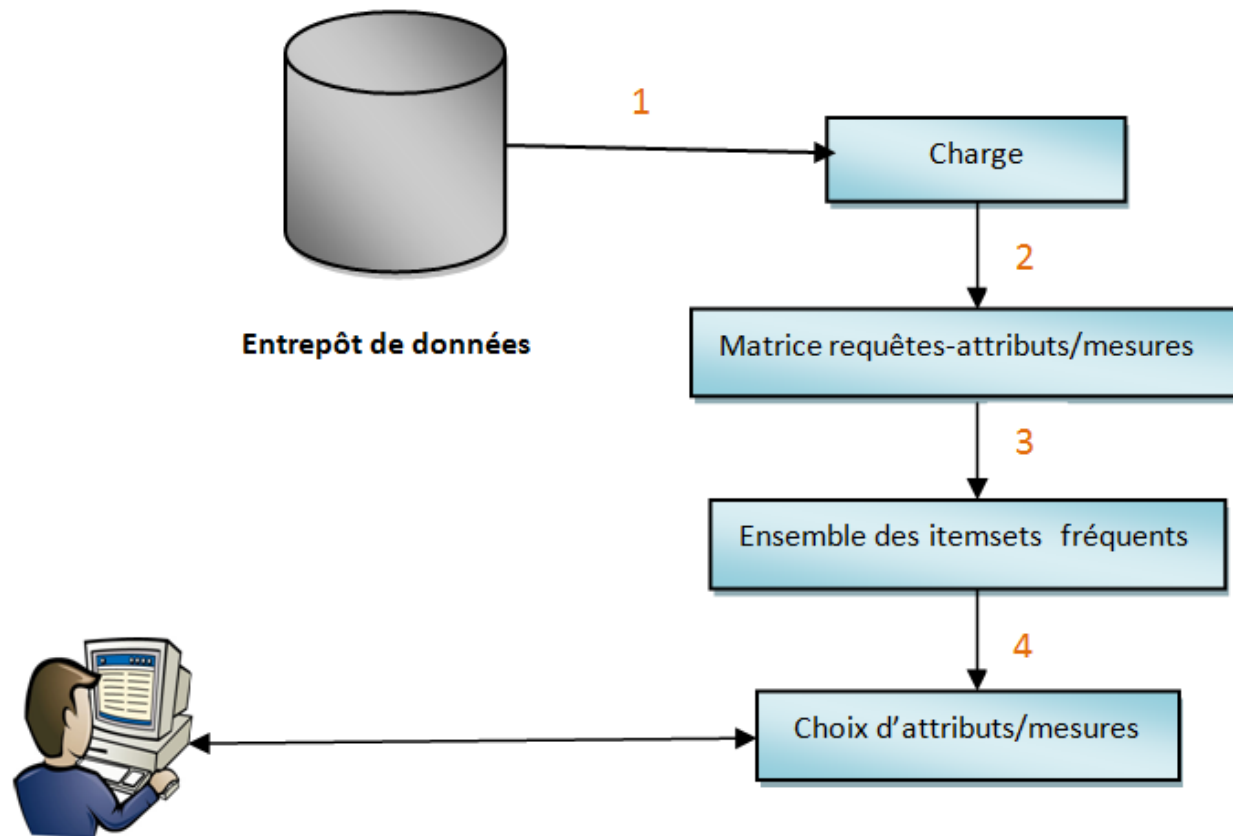 1
Charge
2
Entrepôt de données
Matrice requêtes-attributs/mesures
3
Ensemble des itemsets fréquents
4
Choix d’attributs/mesures